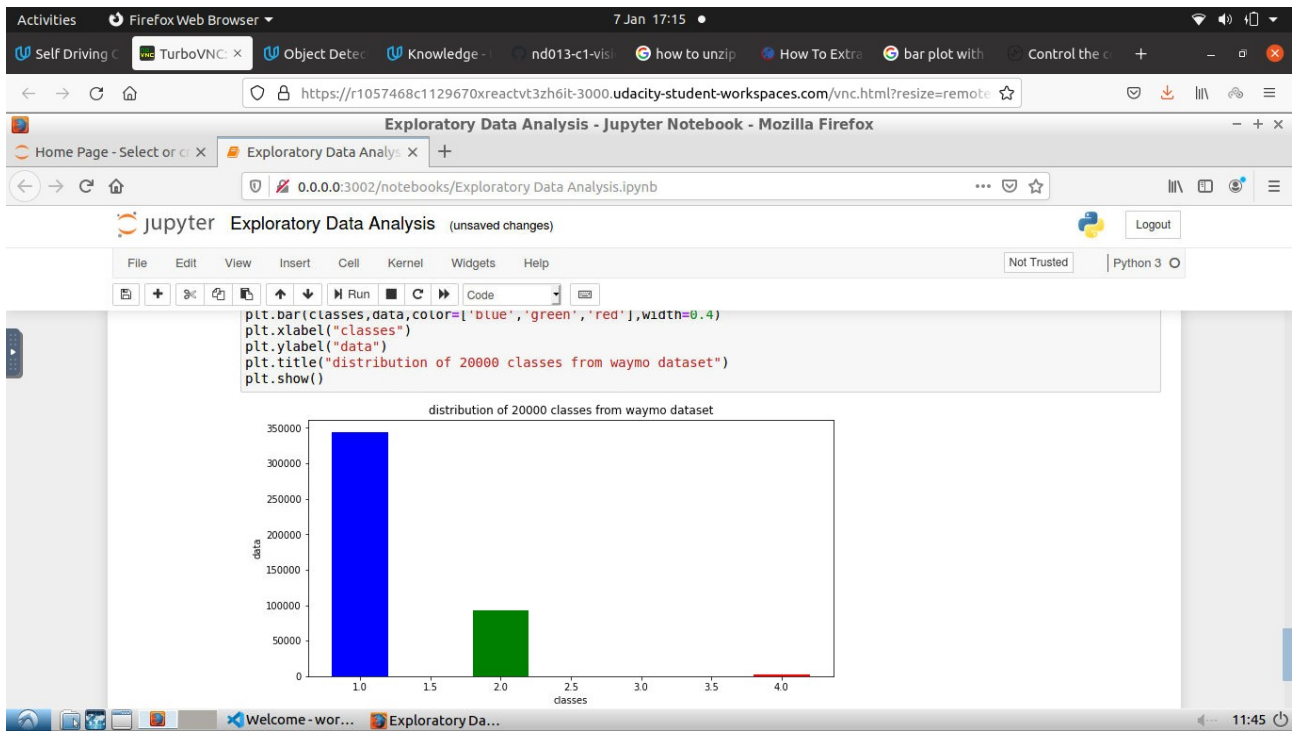 Activities Firefox Web Browser 7 Jan 17:15
Self Driving C TurboVNC: Object Detec Knowledge - nd013-c1-visi how to unzip How To Extra bar plot with Control the c
https://r1057468c1129670xreactvt3zh6it-3000.udacity-student-workspaces.com/vnc.html?resize=remote
Exploratory Data Analysis - Jupyter Notebook - Mozilla Firefox
Home Page - Select or c Exploratory Data Analys
0.0.0.0:3002/notebooks/Exploratory Data Analysis.ipynb
jupyter Exploratory Data Analysis (unsaved changes) Logout
File Edit View Insert Cell Kernel Widgets Help Not Trusted Python 3
Run Code
plt.bar(classes,data,color=['blue','green','red'],width=0.4)
plt.xlabel("classes")
plt.ylabel("data")
plt.title("distribution of 20000 classes from waymo dataset")
plt.show()
distribution of 20000 classes from waymo dataset
350000
300000
250000
200000
150000
100000
50000
0
data
1.0 1.5 2.0 2.5 3.0 3.5 4.0
classes
Welcome - wor... Exploratory Da... 11:45